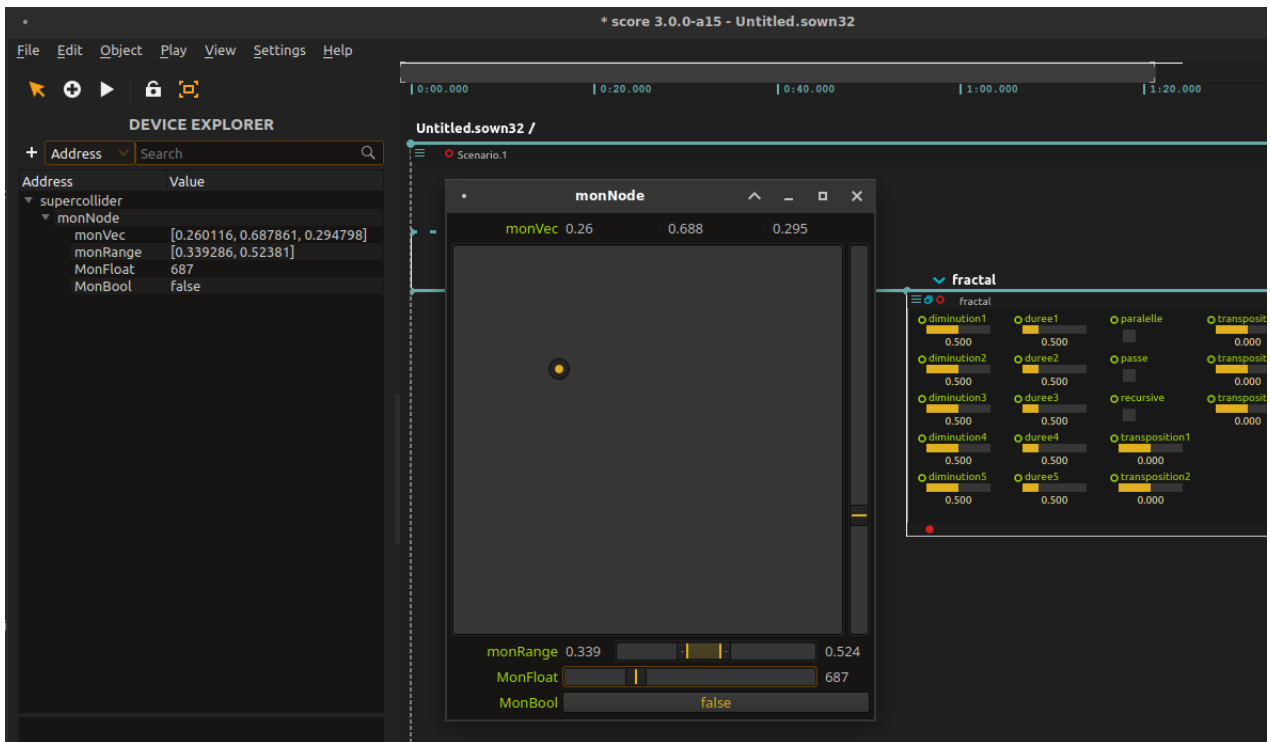 * score 3.0.0-a15 - Untitled.sown32
File Edit Object Play View Settings Help
0:00.000 0:20.000 0:40.000 1:00.000 1:20.000
DEVICE EXPLORER
Untitled.sown32 /
+ Address Search
Scenario.1
Address Value
supercollider
monNode
monVec [0.260116, 0.687861, 0.294798]
monRange [0.339286, 0.52381]
MonFloat 687
MonBool false
monNode
monVec 0.26 0.688 0.295
monRange 0.339 0.524
MonFloat 687
MonBool false
fractal
fractal
diminution1 duree1 paralelle transposit
0.500 0.500 0.000
diminution2 duree2 passe transposit
0.500 0.500 0.000
diminution3 duree3 recursive transposit
0.500 0.500 0.000
diminution4 duree4 transposition1
0.500 0.500 0.000
diminution5 duree5 transposition2
0.500 0.500 0.000